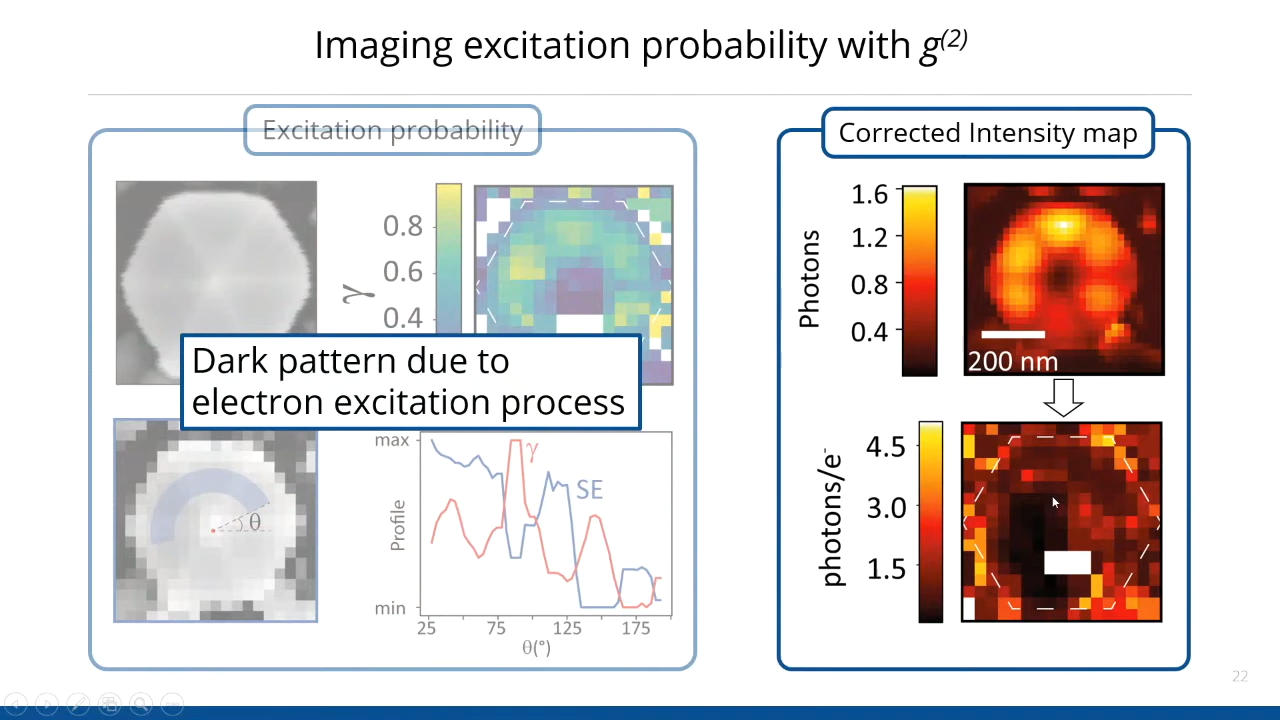 Imaging excitation probability with g(2)
Excitation probability
Corrected Intensity map
0.8
0.6
0.4
γ
Dark pattern due to
electron excitation process
θ
max
Profile
min
γ
SE
25
75
125
175
θ(°)
Photons
1.6
1.2
0.8
0.4
200 nm
photons/e-
4.5
3.0
1.5
22